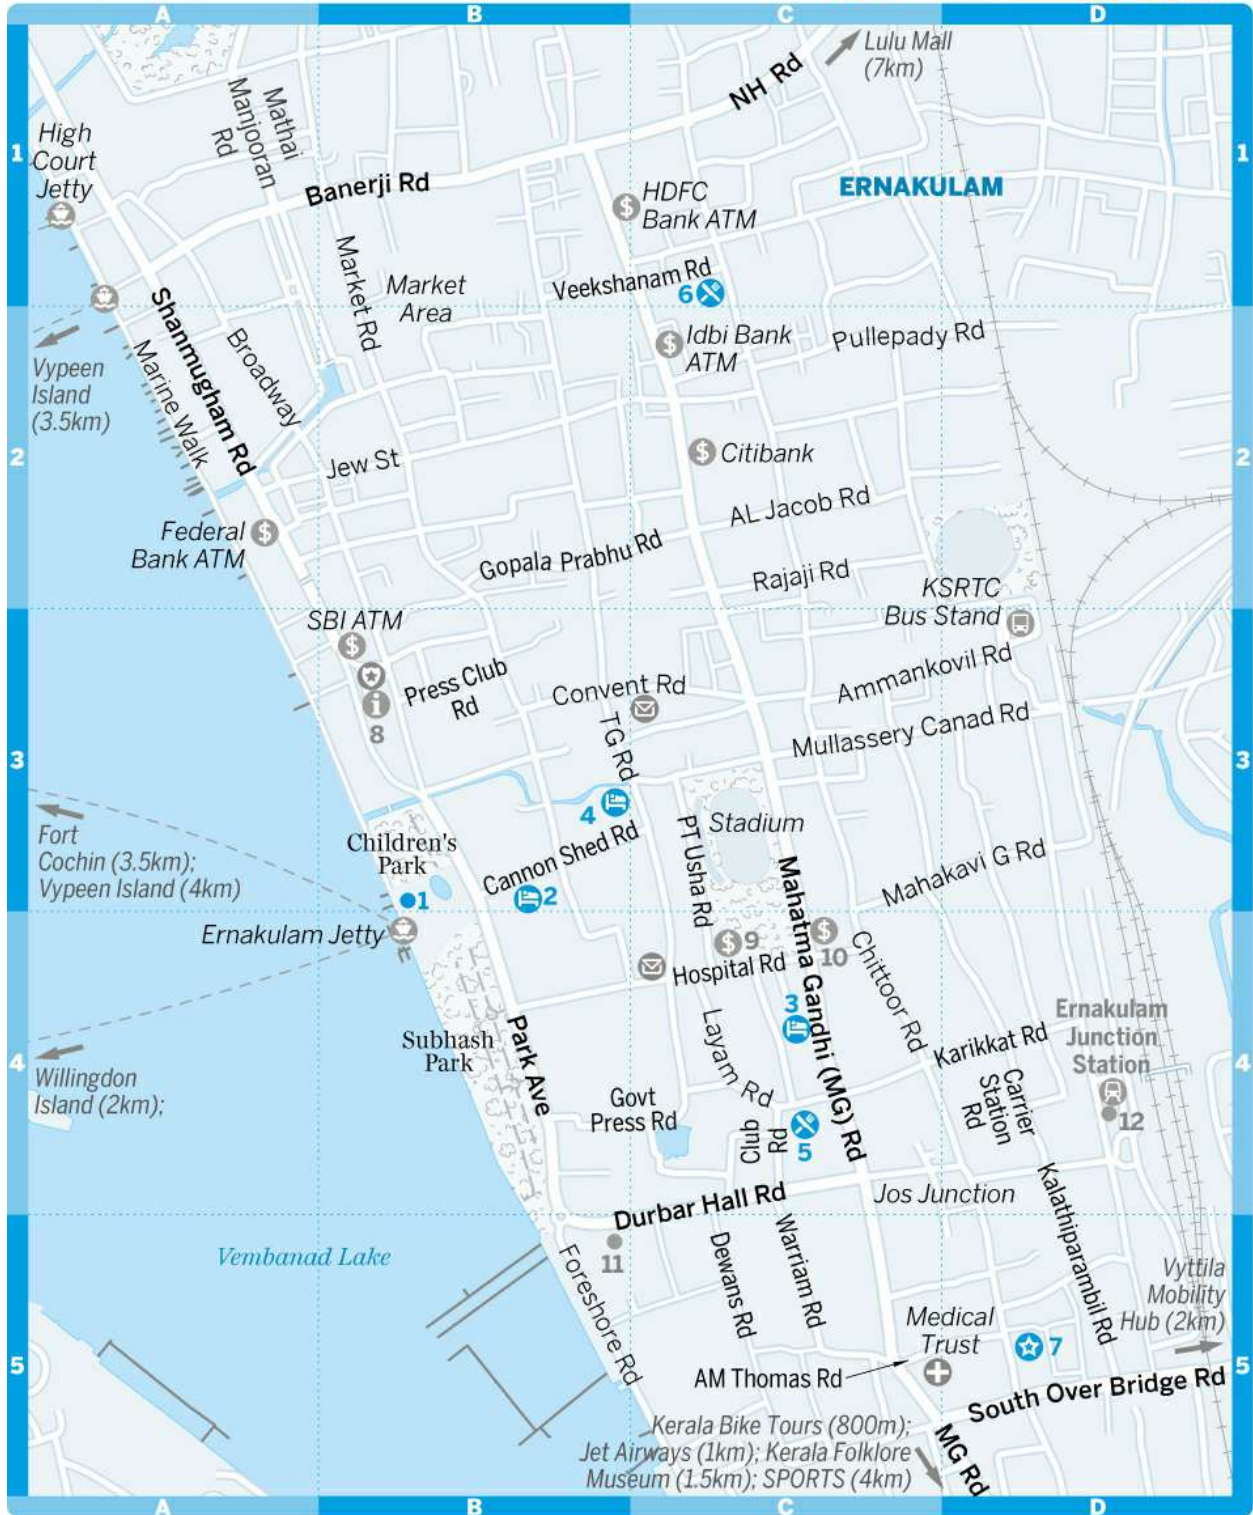 A
B
C
D
Lulu Mall
(7km)
NH Rd
Mathai
Manjooran
Rd
High
Court
Jetty
1
1
Banerji Rd
ERNAKULAM
HDFC
Bank ATM
Market Rd
Market
Area
Veekshanam Rd
6
Shanmugham Rd
Broadway
Idbi Bank
ATM
Pullepady Rd
Vypeen
Island
(3.5km)
Marine Walk
2
2
Jew St
Citibank
AL Jacob Rd
Federal
Bank ATM
Gopala Prabhu Rd
Rajaji Rd
KSRTC
Bus Stand
SBI ATM
Press Club
Rd
Convent Rd
Ammankovil Rd
8
TG Rd
Mullassery Canad Rd
3
3
4
Fort
Cochin (3.5km);
Vypeen Island (4km)
Children's
Park
Cannon Shed Rd
PT Usha Rd
Stadium
Mahakavi G Rd
1
2
Ernakulam Jetty
9
10
Hospital Rd
Mahatma Gandhi (MG) Rd
Chittoor Rd
3
Ernakulam
Junction
Station
Subhash
Park
Park Ave
Layam Rd
Karikkat Rd
4
4
Willingdon
Island (2km);
Govt
Press Rd
Carrier
Station
Rd
12
Club
Rd
5
Durbar Hall Rd
Jos Junction
Kalathiparambil Rd
Vembanad Lake
11
Foreshore Rd
Dewans Rd
Warriam Rd
Vyttila
Mobility
Hub (2km)
Medical
Trust
7
5
5
AM Thomas Rd
South Over Bridge Rd
Kerala Bike Tours (800m);
Jet Airways (1km); Kerala Folklore
Museum (1.5km); SPORTS (4km)
MG Rd
A
B
C
D